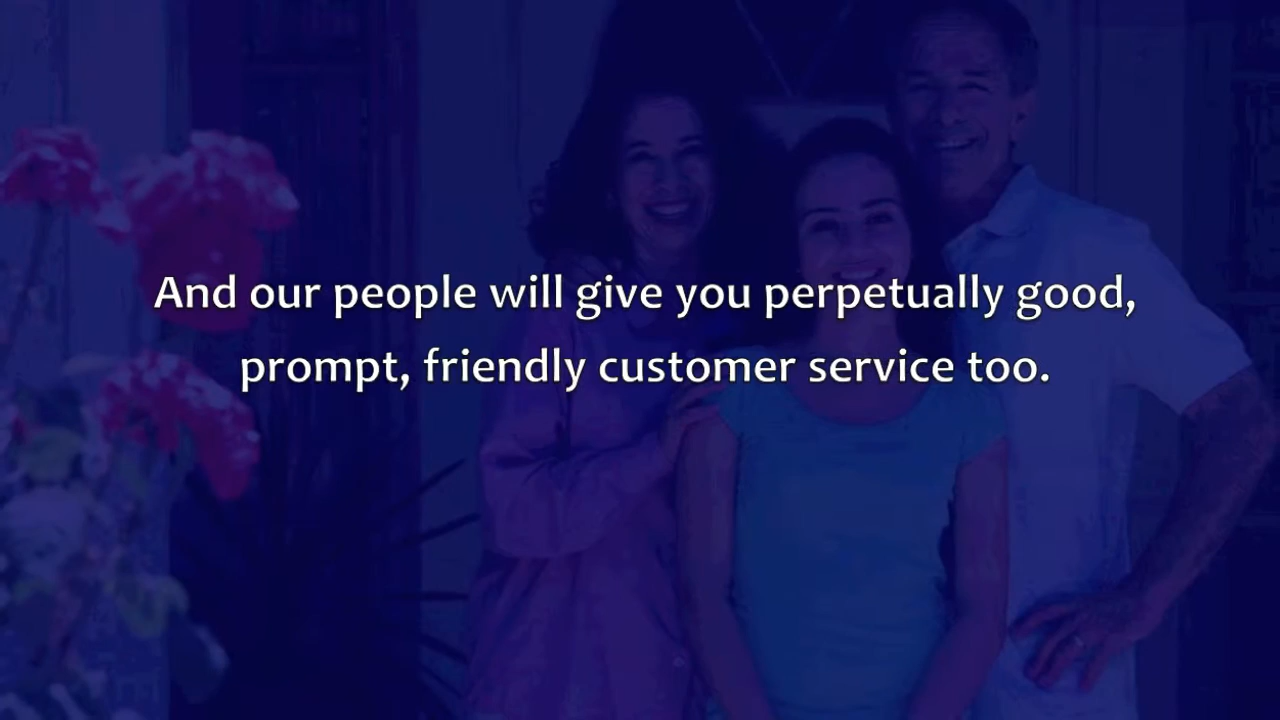 And our people will give you perpetually good,
prompt, friendly customer service too.